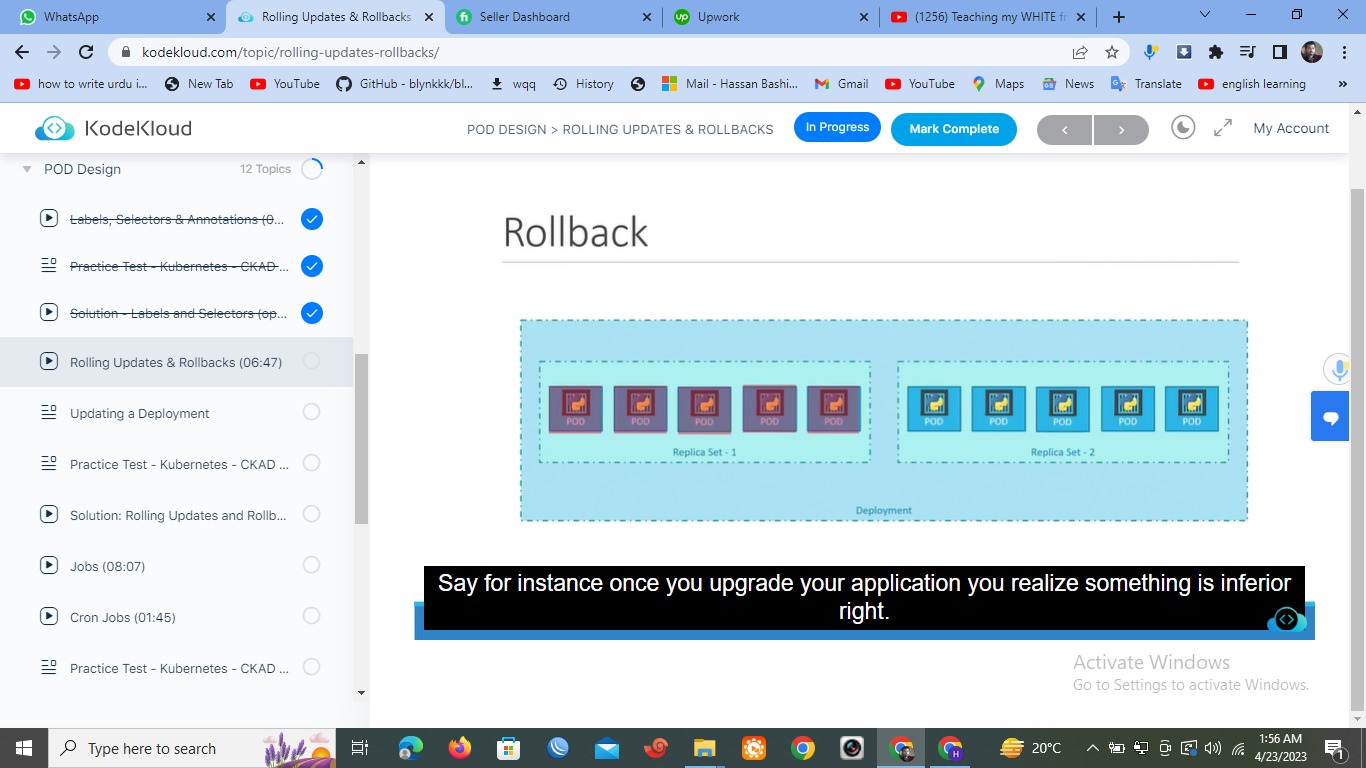 WhatsApp
Rolling Updates & Rollbacks
Seller Dashboard
Upwork
(1256) Teaching my WHITE fr
kodekloud.com/topic/rolling-updates-rollbacks/
how to write urdu i...
New Tab
YouTube
GitHub - blynkkk/bl...
wqq
History
Mail - Hassan Bashi...
Gmail
YouTube
Maps
News
Translate
english learning
»
KodeKloud
POD DESIGN > ROLLING UPDATES & ROLLBACKS
In Progress
Mark Complete
My Account
POD Design
12 Topics
Labels, Selectors & Annotations (0...
Practice Test - Kubernetes - CKAD ...
Solution - Labels and Selectors (op...
Rolling Updates & Rollbacks (06:47)
Updating a Deployment
Practice Test - Kubernetes - CKAD ...
Solution: Rolling Updates and Rollb...
Jobs (08:07)
Cron Jobs (01:45)
Practice Test - Kubernetes - CKAD ...
Rollback
POD POD POD POD POD
Replica Set - 1
POD POD POD POD POD
Replica Set - 2
Deployment
Say for instance once you upgrade your application you realize something is inferior
right.
Activate Windows
Go to Settings to activate Windows.
Type here to search
20°C
1:56 AM
4/23/2023
1